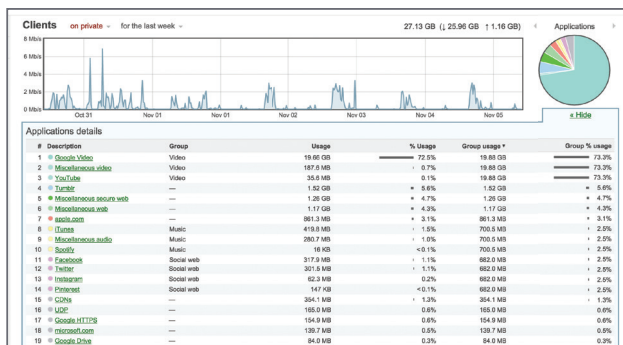 Clients on private for the last week 27.13 GB (↓ 25.96 GB ↑ 1.16 GB) Applications
8 Mb/s
6 Mb/s
4 Mb/s
2 Mb/s
0 Mb/s
Oct 31 Nov 01 Nov 01 Nov 02 Nov 03 Nov 04 Nov 05
« Hide
Applications details
# Description Group Usage % Usage Group usage ▾ Group % usage
1 Google Video Video 19.66 GB 72.5% 19.88 GB 73.3%
2 Miscellaneous video Video 187.6 MB 0.7% 19.88 GB 73.3%
3 YouTube Video 35.6 MB 0.1% 19.88 GB 73.3%
4 Tumblr — 1.52 GB 5.6% 1.52 GB 5.6%
5 Miscellaneous secure web — 1.26 GB 4.7% 1.26 GB 4.7%
6 Miscellaneous web — 1.17 GB 4.3% 1.17 GB 4.3%
7 apple.com — 861.3 MB 3.1% 861.3 MB 3.1%
8 iTunes Music 419.8 MB 1.5% 700.5 MB 2.5%
9 Miscellaneous audio Music 280.7 MB 1.0% 700.5 MB 2.5%
10 Spotify Music 16 KB <0.1% 700.5 MB 2.5%
11 Facebook Social web 317.9 MB 1.1% 682.0 MB 2.5%
12 Twitter Social web 301.5 MB 1.1% 682.0 MB 2.5%
13 Instagram Social web 62.3 MB 0.2% 682.0 MB 2.5%
14 Pinterest Social web 147 KB <0.1% 682.0 MB 2.5%
15 CDNs — 354.1 MB 1.3% 354.1 MB 1.3%
16 UDP — 165.0 MB 0.6% 165.0 MB 0.6%
17 Google HTTPS — 154.9 MB 0.6% 154.9 MB 0.6%
18 microsoft.com — 139.7 MB 0.5% 139.7 MB 0.5%
19 Google Drive — 84.0 MB 0.3% 84.0 MB 0.3%